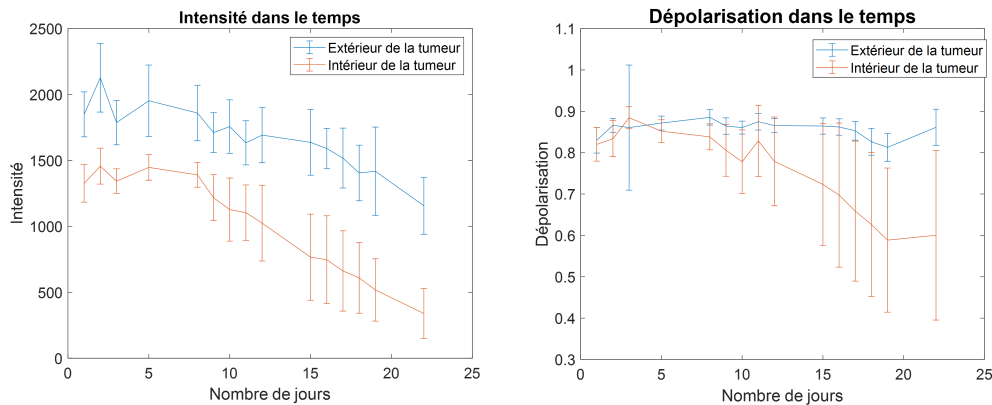 Intensité dans le temps
2500
2000
1500
1000
500
0
0
5
10
15
20
25
Intensité
Nombre de jours
Extérieur de la tumeur
Intérieur de la tumeur
Dépolarisation dans le temps
1.1
1
0.9
0.8
0.7
0.6
0.5
0.4
0.3
0
5
10
15
20
25
Dépolarisation
Nombre de jours
Extérieur de la tumeur
Intérieur de la tumeur